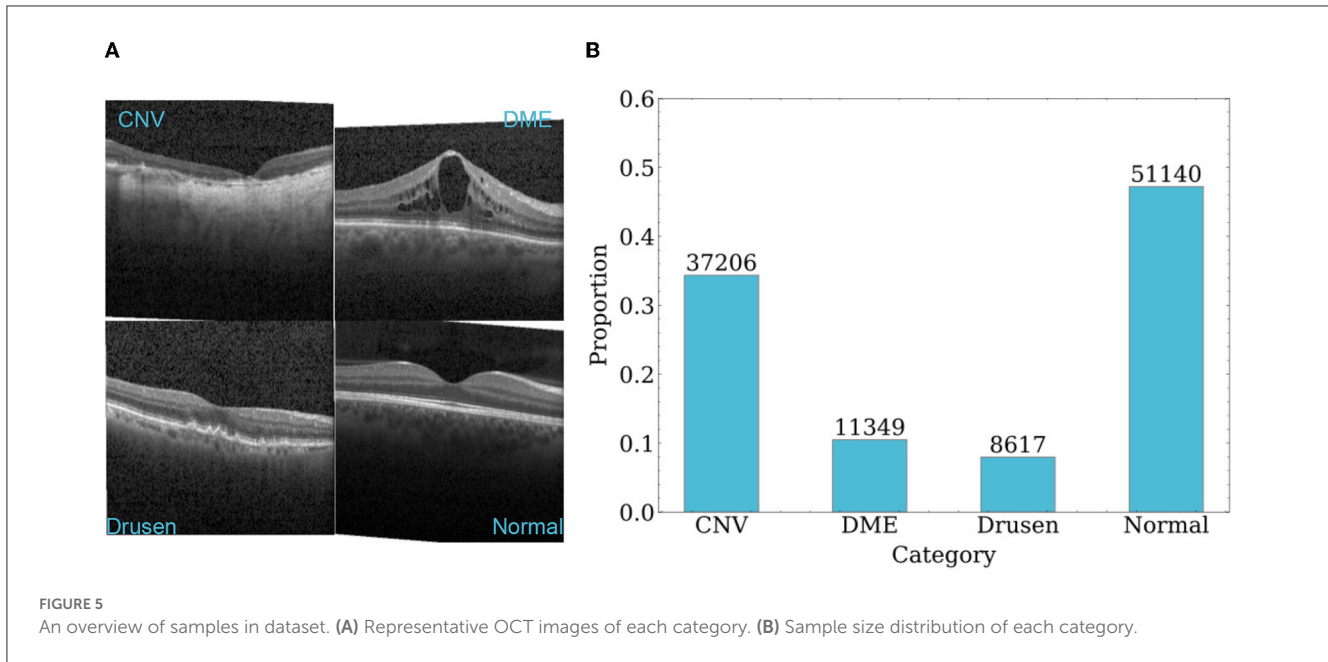 A
CNV
DME
Drusen
Normal
B
0.6
0.5
0.4
0.3
0.2
0.1
0.0
Proportion
37206
11349
8617
51140
CNV DME Drusen Normal
Category
FIGURE 5
An overview of samples in dataset. (A) Representative OCT images of each category. (B) Sample size distribution of each category.